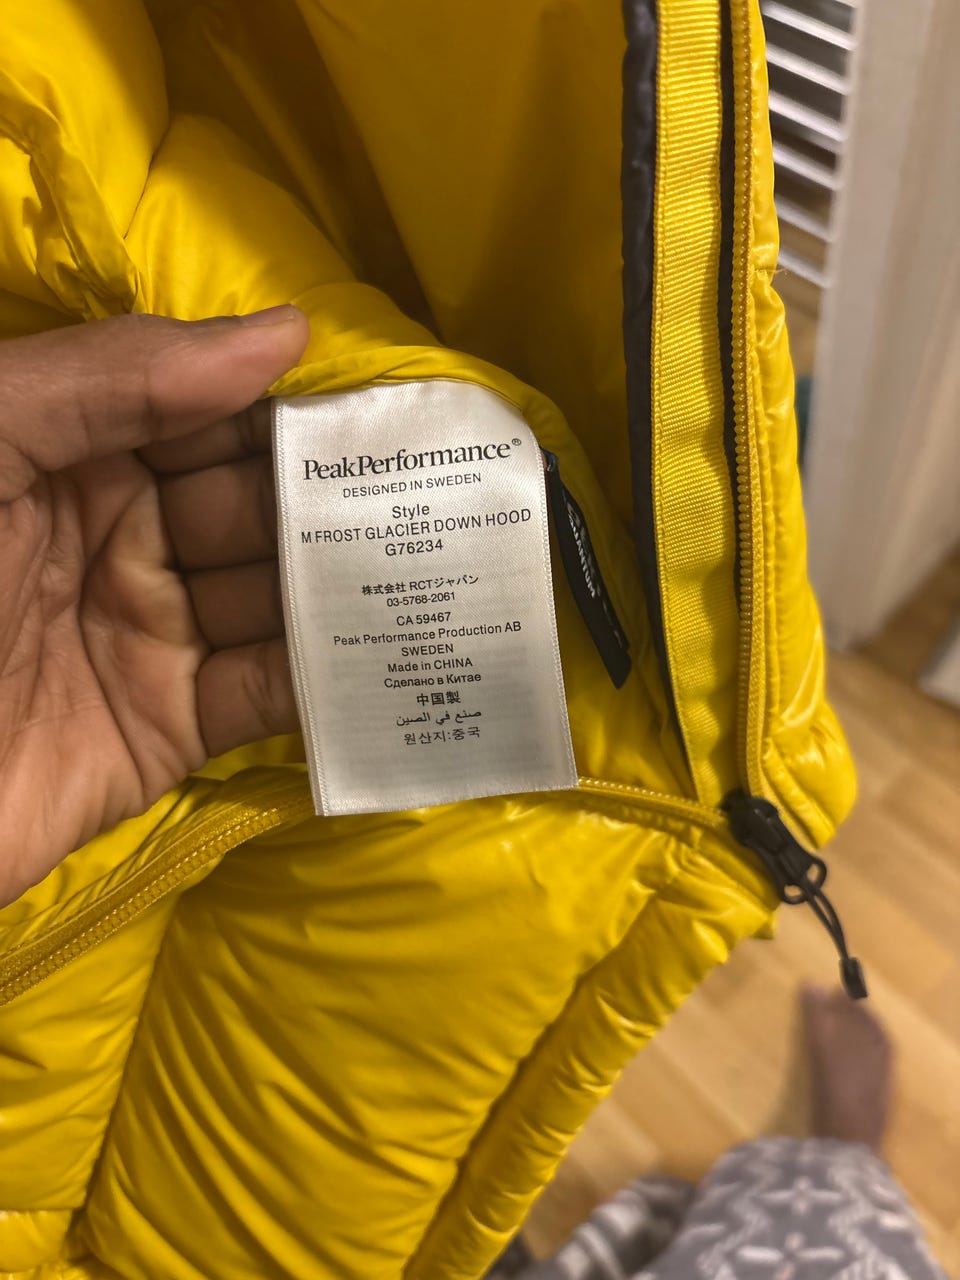 PeakPerformance®
DESIGNED IN SWEDEN
Style
M FROST GLACIER DOWN HOOD
G76234
株式会社 RCTジャパン
03-5768-2061
CA 59467
Peak Performance Production AB
SWEDEN
Made in CHINA
Сделано в Китае
中国製
صنع في الصين
원산지:중국
QUANTUM